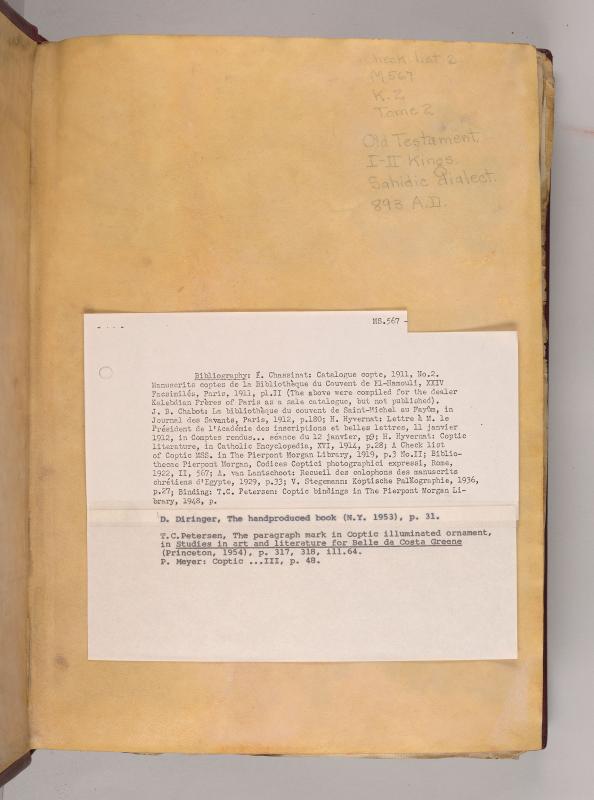 Check list 2
M567
K.2
Tome 2
Old Testament.
I-II Kings.
Sahidic dialect.
893 A.D.
MS.567 -
Bibliography: É. Chassinat: Catalogue copte, 1911, No.2.
Manuscrits coptes de la Bibliothèque du Couvent de El-Hamouli, XXIV
Facsimilés, Paris, 1911, pl.II (The above were compiled for the dealer
Kalebdian Frères of Paris as a sale catalogue, but not published).
J. B. Chabot: La bibliothèque du couvent de Saint-Michel au Fayûm, in
Journal des Savants, Paris, 1912, p.180; H. Hyvernat: Lettre à M. le
Président de l'Académie des inscriptions et belles lettres, 11 janvier
1912, in Comptes rendus... séance du 12 janvier, p9; H. Hyvernat: Coptic
literature, in Catholic Encyclopedia, XVI, 1914, p.28; A Check list
of Coptic MSS. in The Pierpont Morgan Library, 1919, p.3 No.II; Biblio-
thecae Pierpont Morgan, Codices Coptici photographici expressi, Rome,
1922, II, 567; A. van Lantschoot: Recueil des colophons des manuscrits
chrétiens d'Egypte, 1929, p.33; V. Stegemann: Koptische Palëographie, 1936,
p.27; Binding: T.C. Petersen: Coptic bindings in The Pierpont Morgan Li-
brary, 1948, p.
D. Diringer, The handproduced book (N.Y. 1953), p. 31.
T.C.Petersen, The paragraph mark in Coptic illuminated ornament,
in Studies in art and literature for Belle da Costa Greene
(Princeton, 1954), p. 317, 318, ill.64.
P. Meyer: Coptic ...III, p. 48.